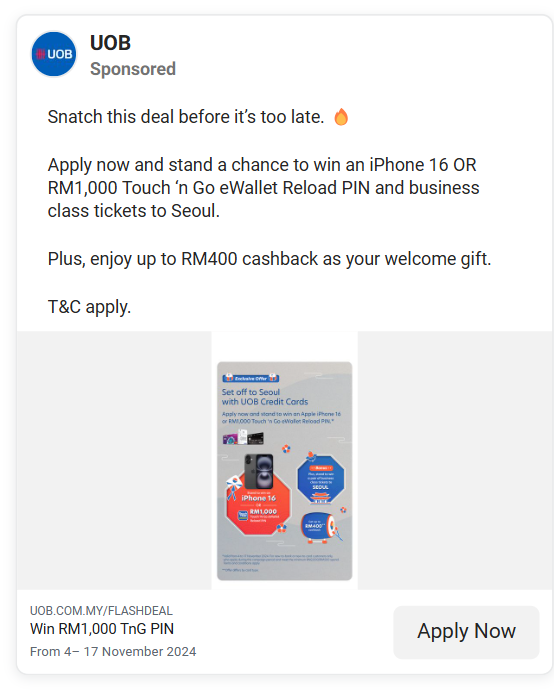 UOB
UOB
Sponsored
Snatch this deal before it’s too late. 🔥
Apply now and stand a chance to win an iPhone 16 OR
RM1,000 Touch ‘n Go eWallet Reload PIN and business
class tickets to Seoul.
Plus, enjoy up to RM400 cashback as your welcome gift.
T&C apply.
Exclusive Offer
Set off to Seoul
with UOB Credit Cards
Apply now and stand to win an Apple iPhone 16
or RM1,000 Touch ‘n Go eWallet Reload PIN.*
iPhone 16
OR
RM1,000
SEOUL
RM400
UOB.COM.MY/FLASHDEAL
Win RM1,000 TnG PIN
From 4– 17 November 2024
Apply Now